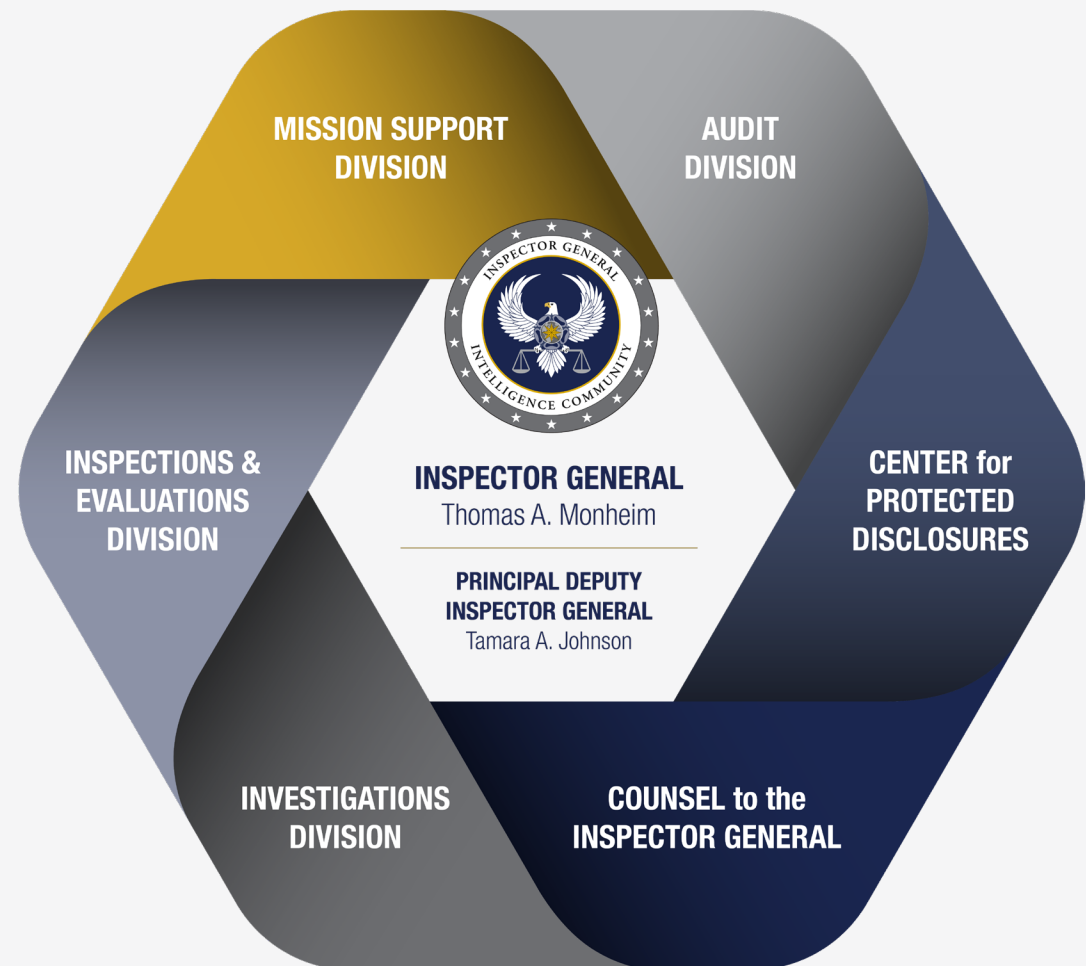 MISSION SUPPORT
DIVISION
AUDIT
DIVISION
INSPECTOR GENERAL
INTELLIGENCE COMMUNITY
INSPECTIONS &
EVALUATIONS
DIVISION
INSPECTOR GENERAL
Thomas A. Monheim
PRINCIPAL DEPUTY
INSPECTOR GENERAL
Tamara A. Johnson
CENTER for
PROTECTED
DISCLOSURES
INVESTIGATIONS
DIVISION
COUNSEL to the
INSPECTOR GENERAL